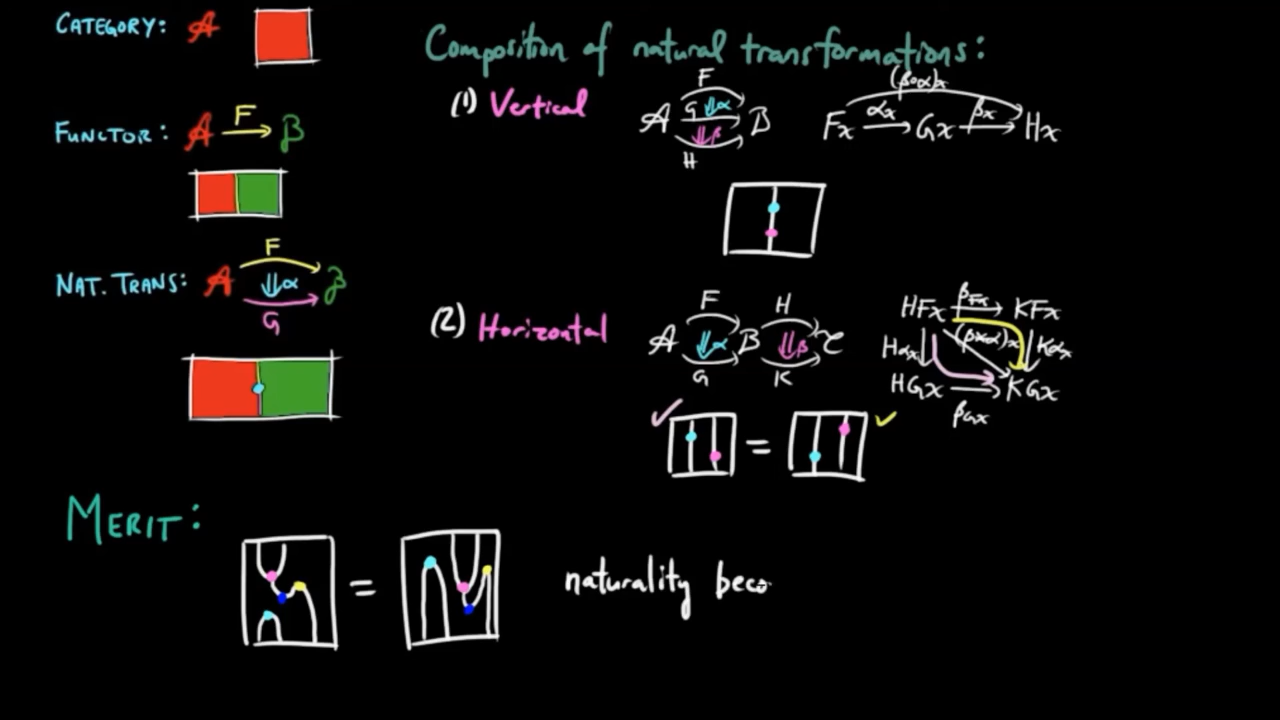 CATEGORY: A
FUNCTOR: A F B
NAT. TRANS: A F α G B
Composition of natural transformations:
(1) Vertical
A F G α β H B
(β∘α)x
Fx αx Gx βx Hx
(2) Horizontal
A F α G B H β K C
HFx βFx KFx
Hαx (β*α)x Kαx
HGx βGx KGx
=
MERIT:
= naturality beco